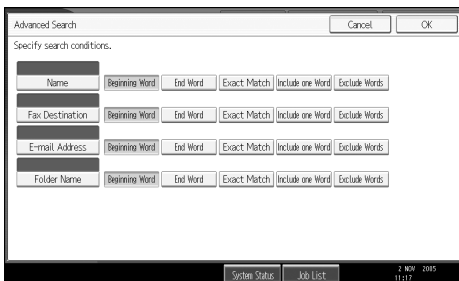 Advanced Search Cancel OK
Specify search conditions.
Name Beginning Word End Word Exact Match Include one Word Exclude Words
Fax Destination Beginning Word End Word Exact Match Include one Word Exclude Words
E-mail Address Beginning Word End Word Exact Match Include one Word Exclude Words
Folder Name Beginning Word End Word Exact Match Include one Word Exclude Words
System Status Job List 2 NOV 2005
11:17